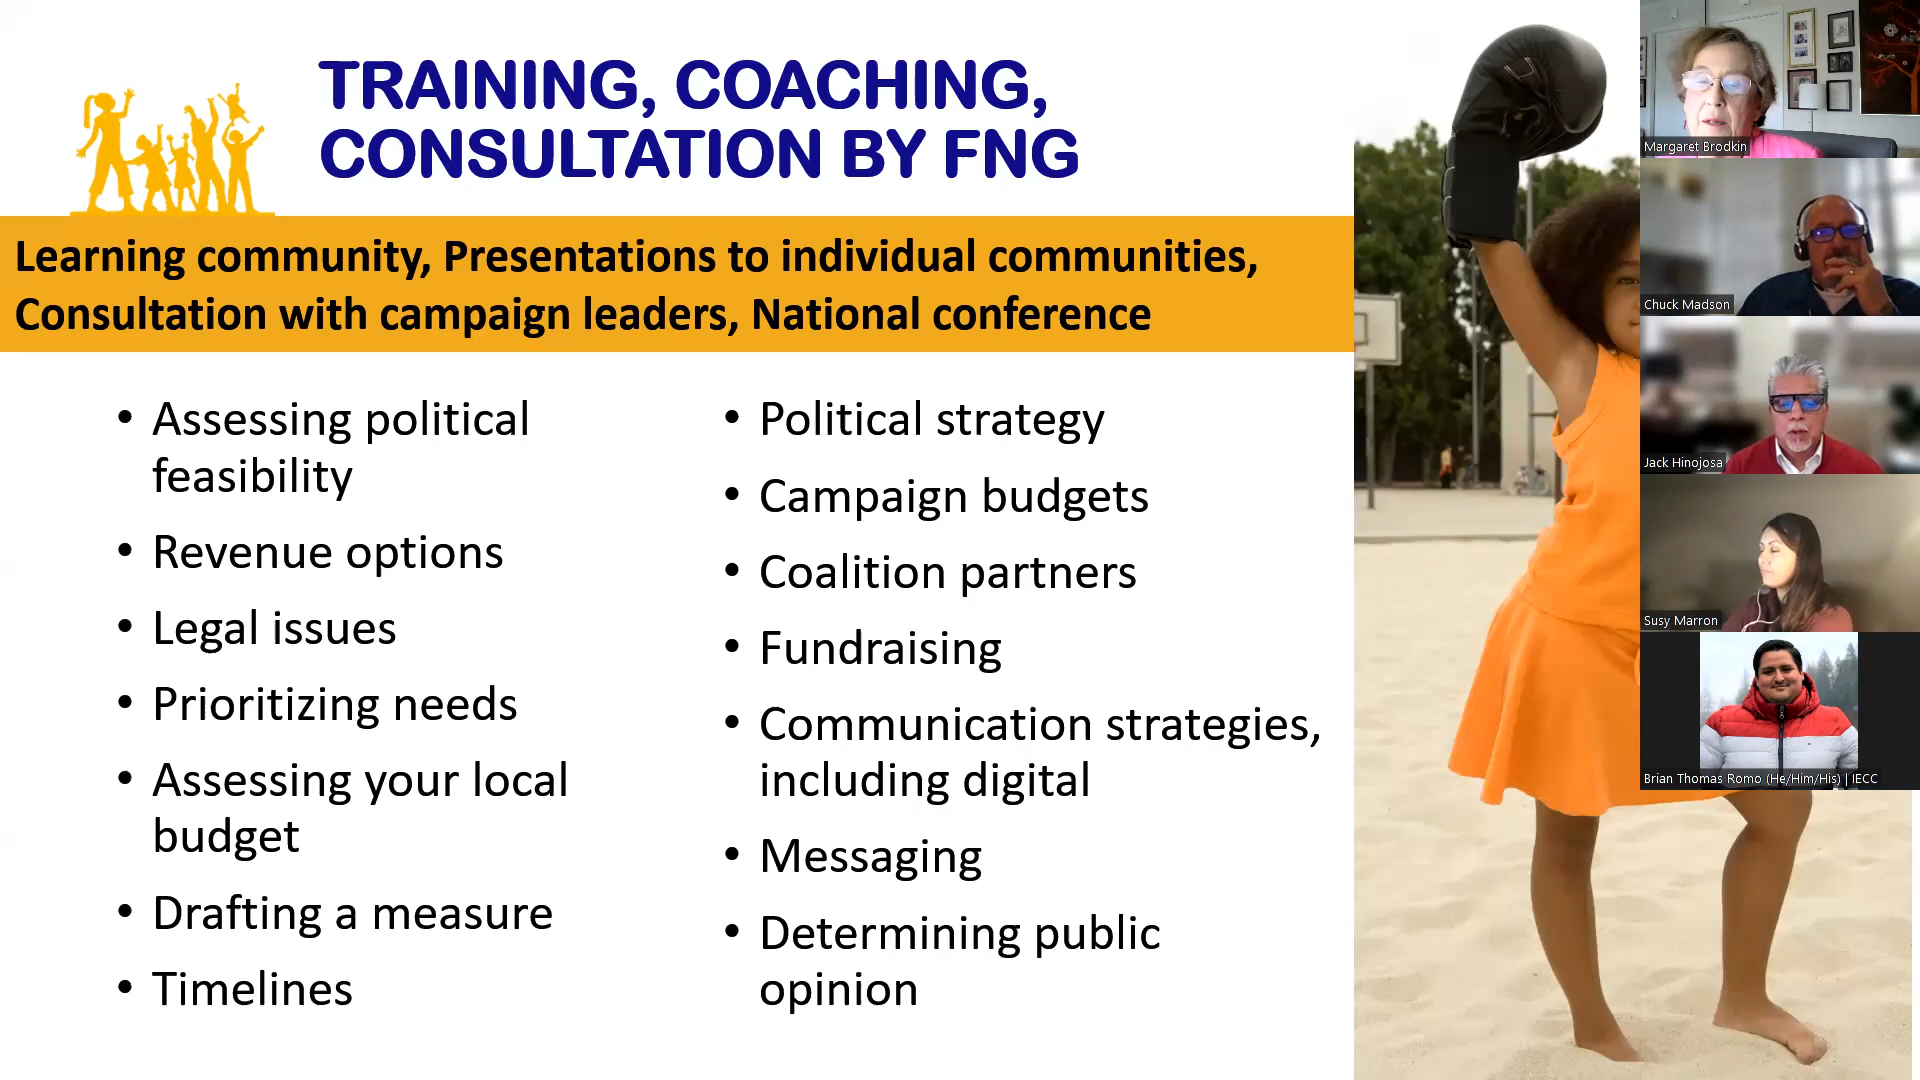 TRAINING, COACHING,
CONSULTATION BY FNG
Learning community, Presentations to individual communities,
Consultation with campaign leaders, National conference
• Assessing political
feasibility
• Revenue options
• Legal issues
• Prioritizing needs
• Assessing your local
budget
• Drafting a measure
• Timelines
• Political strategy
• Campaign budgets
• Coalition partners
• Fundraising
• Communication strategies,
including digital
• Messaging
• Determining public
opinion
Margaret Brodkin
Chuck Madson
Jack Hinojosa
Susy Marron
Brian Thomas Romo (He/Him/His) | IECC